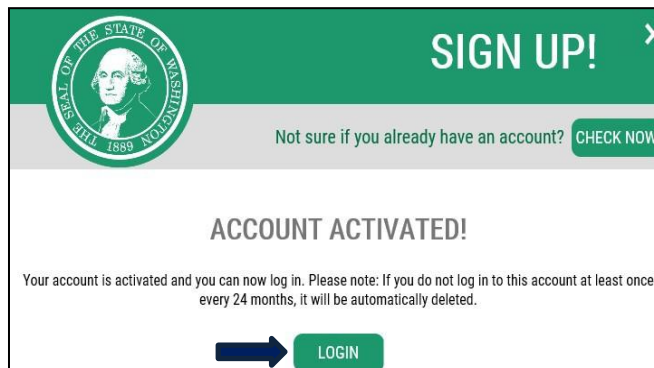 THE SEAL OF THE STATE OF WASHINGTON
1889
SIGN UP!
Not sure if you already have an account? CHECK NOW
ACCOUNT ACTIVATED!
Your account is activated and you can now log in. Please note: If you do not log in to this account at least once
every 24 months, it will be automatically deleted.
LOGIN